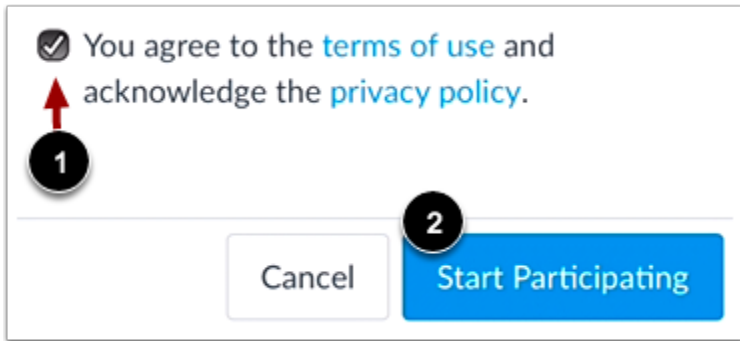 You agree to the terms of use and
acknowledge the privacy policy.
1
2
Cancel
Start Participating